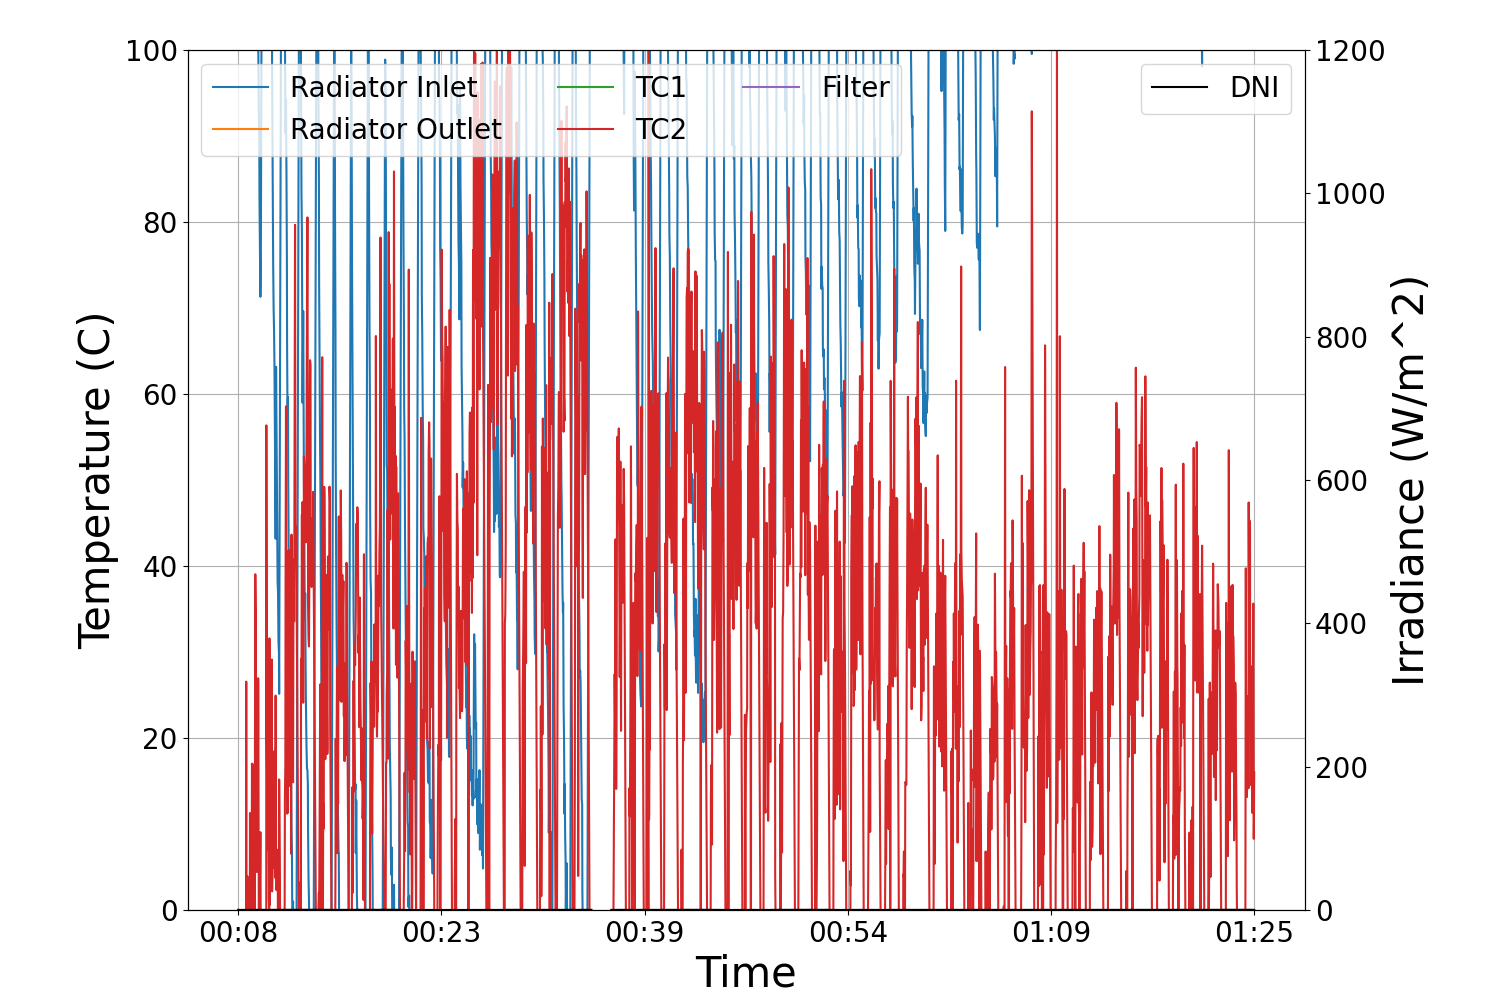 Radiator Inlet
Radiator Outlet
TC1
TC2
Filter
DNI
Temperature (C)
100
80
60
40
20
0
1200
1000
800
600
400
200
0
Irradiance (W/m^2)
00:08 00:23 00:39 00:54 01:09 01:25
Time